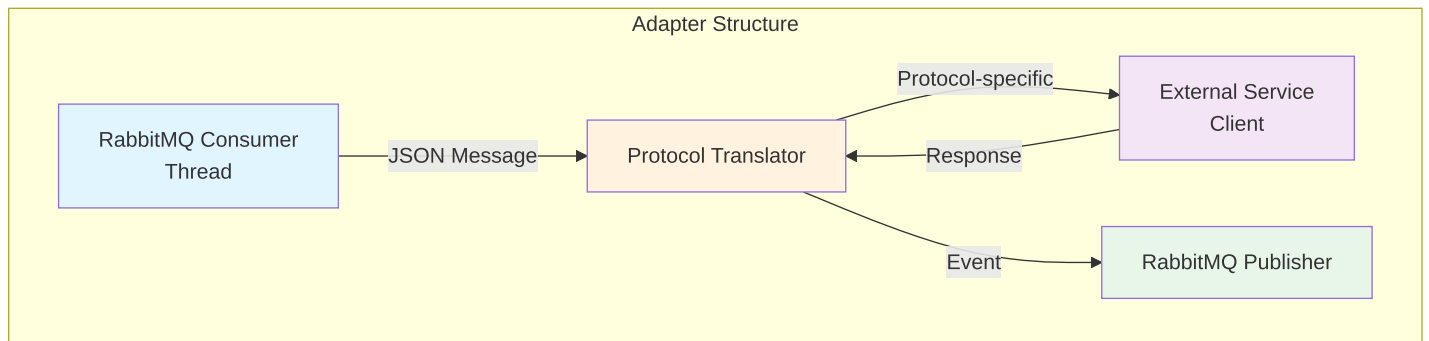 Adapter Structure
RabbitMQ Consumer
Thread
JSON Message
Protocol Translator
Protocol-specific
Response
Event
External Service
Client
RabbitMQ Publisher